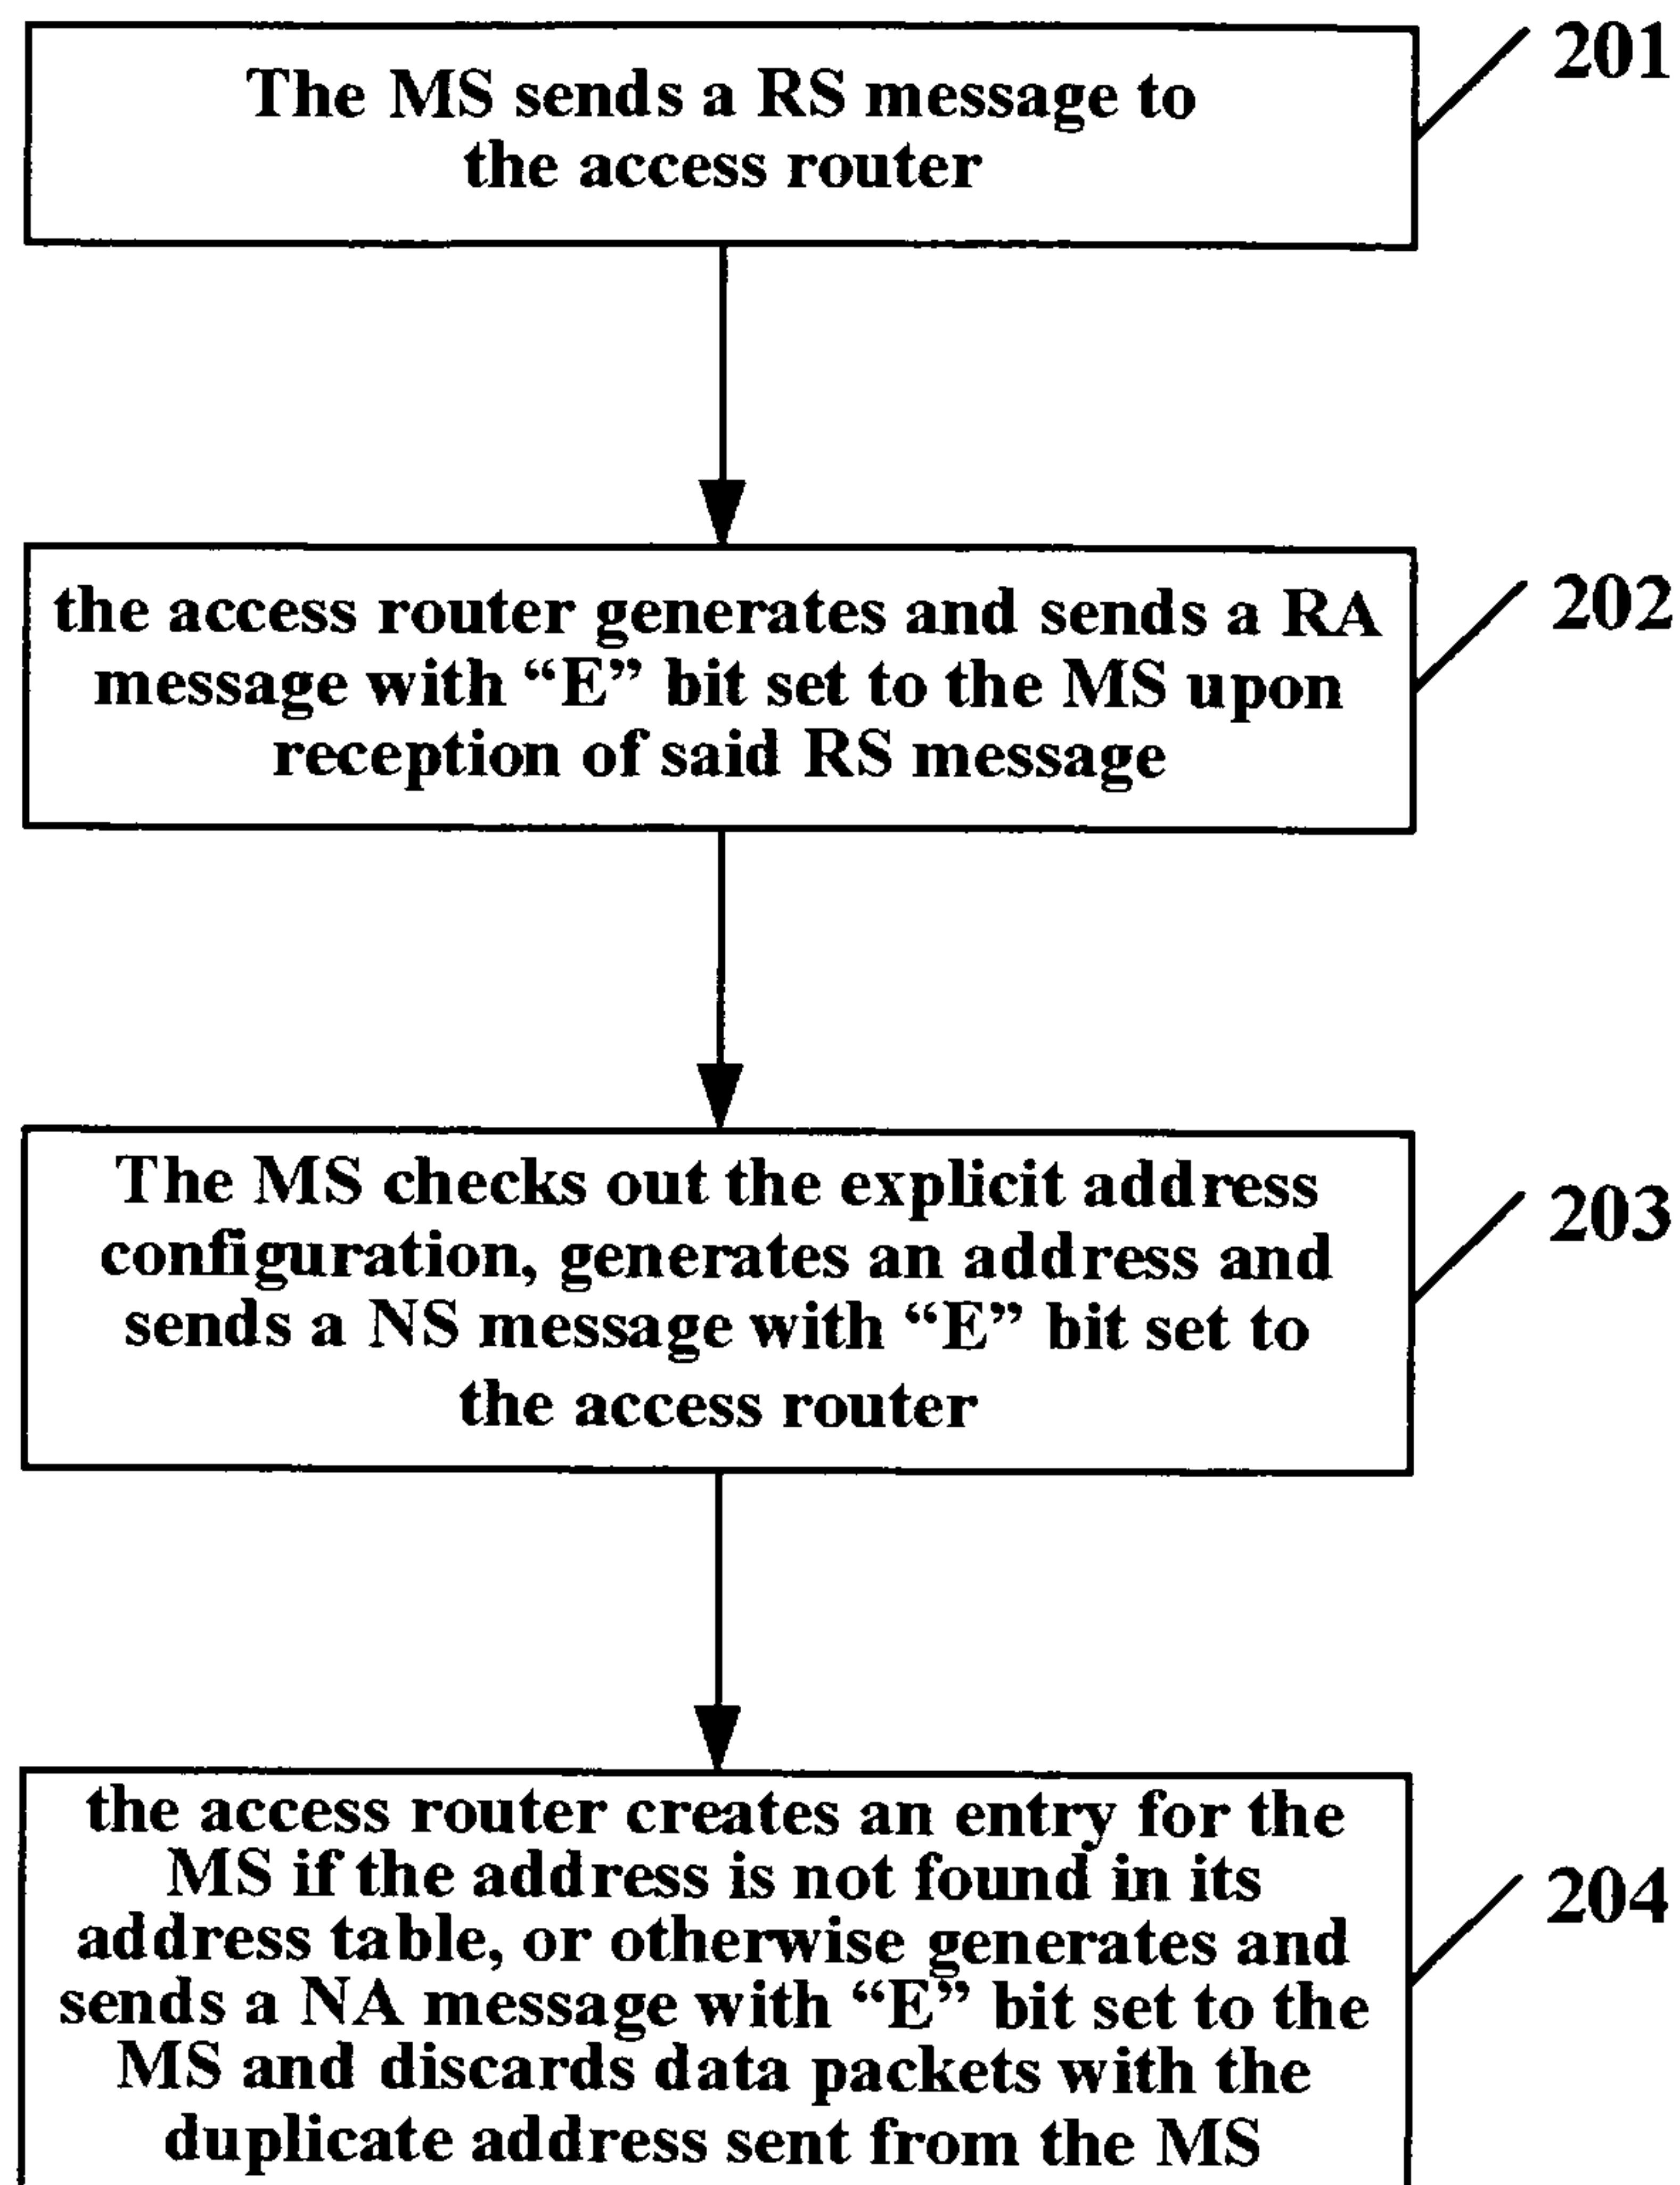 The MS sends a RS message to
the access router
201
the access router generates and sends a RA
message with “E” bit set to the MS upon
reception of said RS message
202
The MS checks out the explicit address
configuration, generates an address and
sends a NS message with “E” bit set to
the access router
203
the access router creates an entry for the
MS if the address is not found in its
address table, or otherwise generates and
sends a NA message with “E” bit set to the
MS and discards data packets with the
duplicate address sent from the MS
204